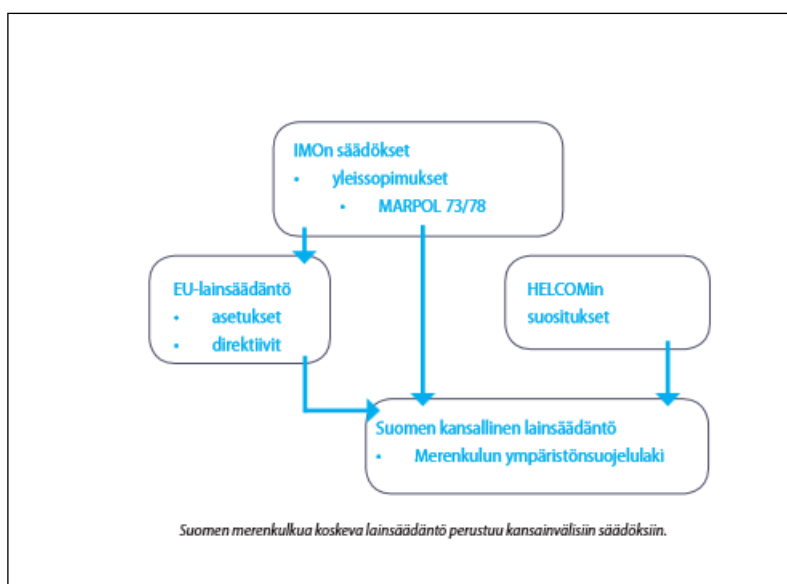 IMOn säädökset
• yleissopimukset
• MARPOL 73/78
EU-lainsäädäntö
• asetukset
• direktiivit
HELCOMin
suositukset
Suomen kansallinen lainsäädäntö
• Merenkulun ympäristönsuojelulaki
Suomen merenkulkua koskeva lainsäädäntö perustuu kansainvälisiin säädöksiin.